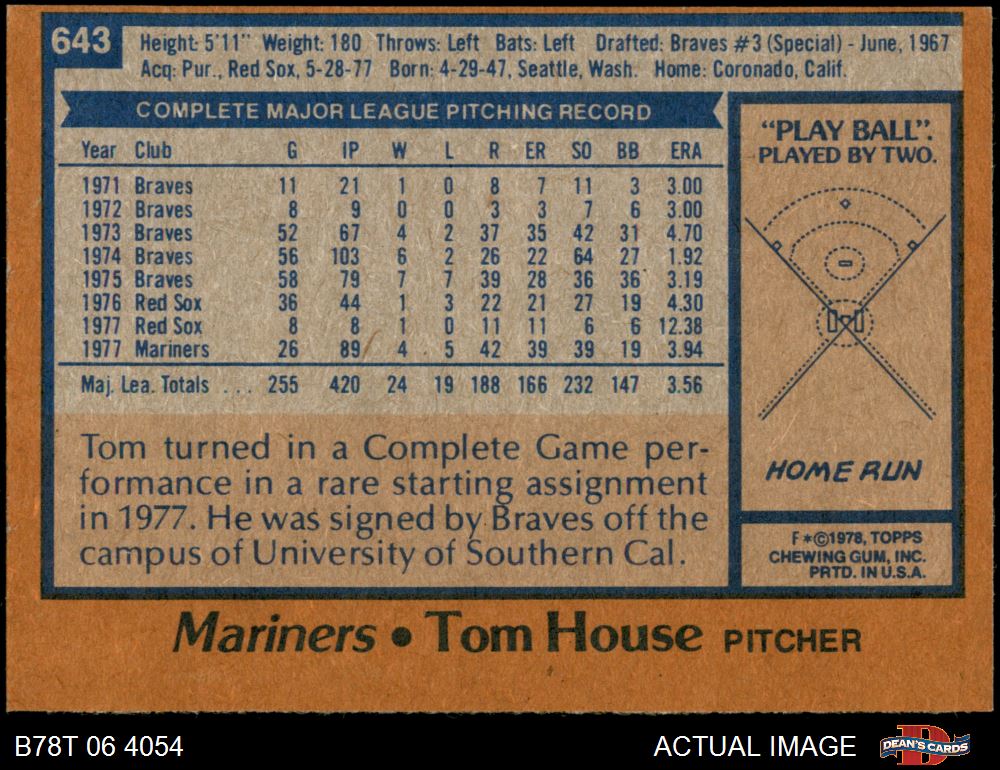 643
Height: 5'11" Weight: 180 Throws: Left Bats: Left Drafted: Braves #3 (Special) - June, 1967
Acq: Pur., Red Sox, 5-28-77 Born: 4-29-47, Seattle, Wash. Home: Coronado, Calif.
COMPLETE MAJOR LEAGUE PITCHING RECORD
Year Club G IP W L R ER SO BB ERA
1971 Braves 11 21 1 0 8 7 11 3 3.00
1972 Braves 8 9 0 0 3 3 7 6 3.00
1973 Braves 52 67 4 2 37 35 42 31 4.70
1974 Braves 56 103 6 2 26 22 64 27 1.92
1975 Braves 58 79 7 7 39 28 36 36 3.19
1976 Red Sox 36 44 1 3 22 21 27 19 4.30
1977 Red Sox 8 8 1 0 11 11 6 6 12.38
1977 Mariners 26 89 4 5 42 39 39 19 3.94
Maj. Lea. Totals . . . 255 420 24 19 188 166 232 147 3.56
Tom turned in a Complete Game per-
formance in a rare starting assignment
in 1977. He was signed by Braves off the
campus of University of Southern Cal.
"PLAY BALL".
PLAYED BY TWO.
HOME RUN
F*©1978, TOPPS
CHEWING GUM, INC.
PRTD. IN U.S.A.
Mariners • Tom House PITCHER
B78T 06 4054
ACTUAL IMAGE
D
DEAN'S CARDS